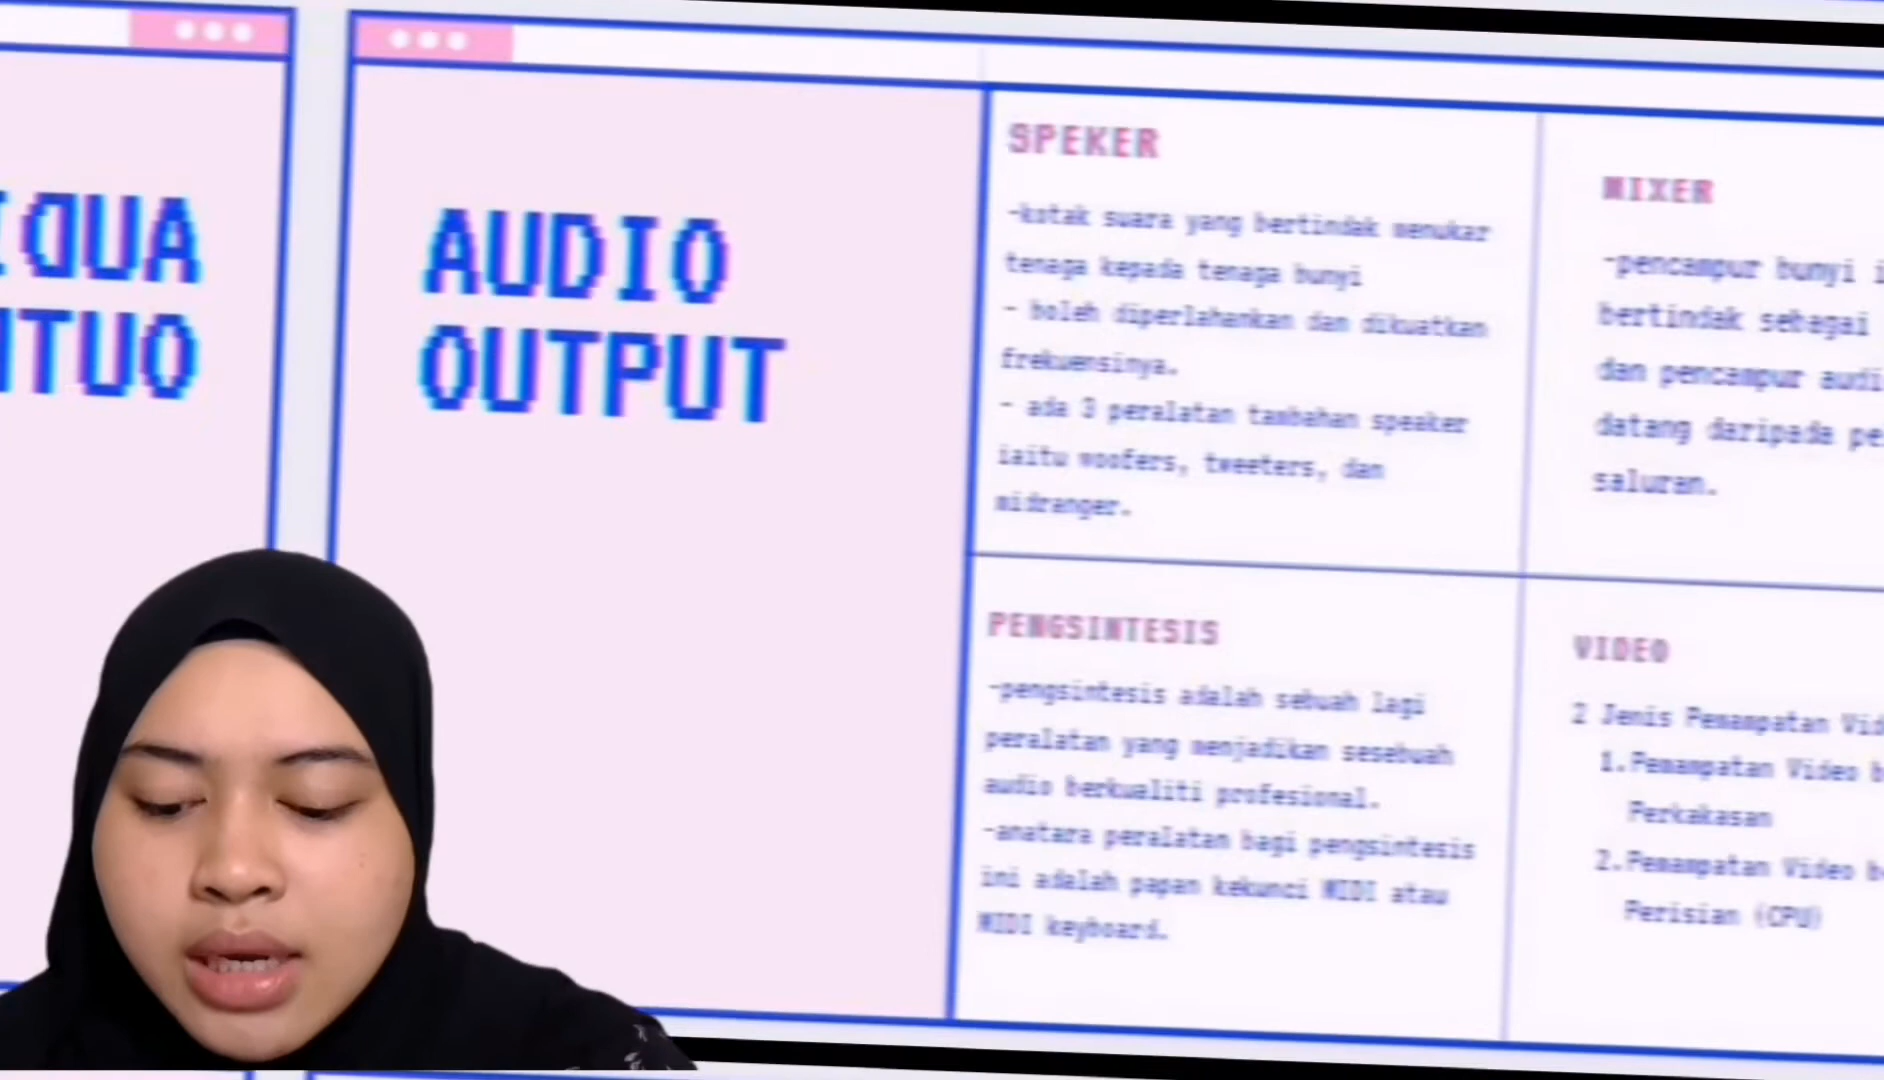 AUDIO
OUTPUT
SPEKER
-kotak suara yang bertindak menukar
tenaga kepada tenaga bunyi
- boleh diperlahankan dan dikuatkan
frekuensinya.
- ada 3 peralatan tambahan speaker
iaitu woofers, tweeters, dan
midranger.
MIXER
-pencampur bunyi
bertindak sebagai
dan pencampur
datang daripada
saluran.
PENGSINTESIS
-pengsintesis adalah sebuah lagi
peralatan yang menjadikan sesebuah
audio berkualiti profesional.
-anatara peralatan bagi pengsintesis
ini adalah papan kekunci MIDI atau
MIDI keyboard.
VIDEO
2 Jenis Pemampatan
1.Pemampatan Video
Perkakasan
2.Pemampatan Video
Perisian (CPU)